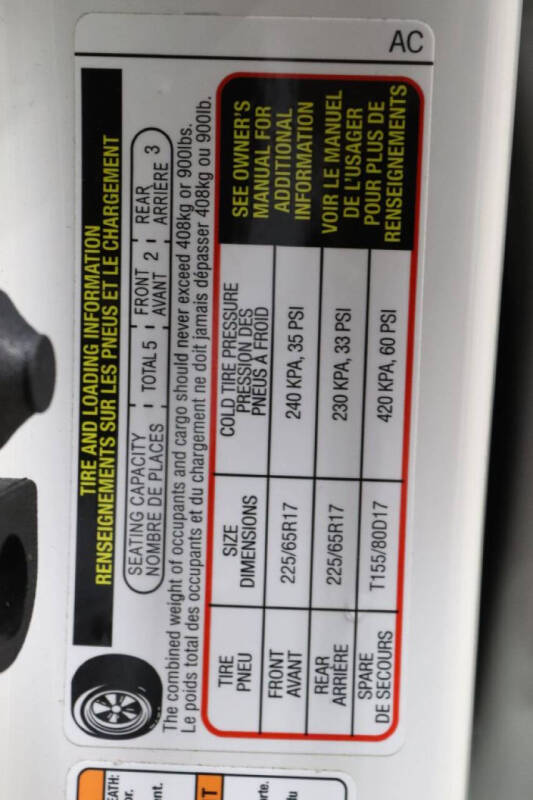 AC
TIRE AND LOADING INFORMATION
RENSEIGNEMENTS SUR LES PNEUS ET LE CHARGEMENT
SEATING CAPACITY TOTAL 5 FRONT 2 REAR 3
NOMBRE DE PLACES AVANT ARRIÈRE
The combined weight of occupants and cargo should never exceed 408kg or 900lbs.
Le poids total des occupants et du chargement ne doit jamais dépasser 408kg ou 900lb.
TIRE SIZE COLD TIRE PRESSURE
PNEU DIMENSIONS PRESSION DES
PNEUS À FROID
FRONT 225/65R17 240 KPA, 35 PSI
AVANT
REAR 225/65R17 230 KPA, 33 PSI
ARRIÈRE
SPARE T155/80D17 420 KPA, 60 PSI
DE SECOURS
SEE OWNER'S
MANUAL FOR
ADDITIONAL
INFORMATION
VOIR LE MANUEL
DE L'USAGER
POUR PLUS DE
RENSEIGNEMENTS